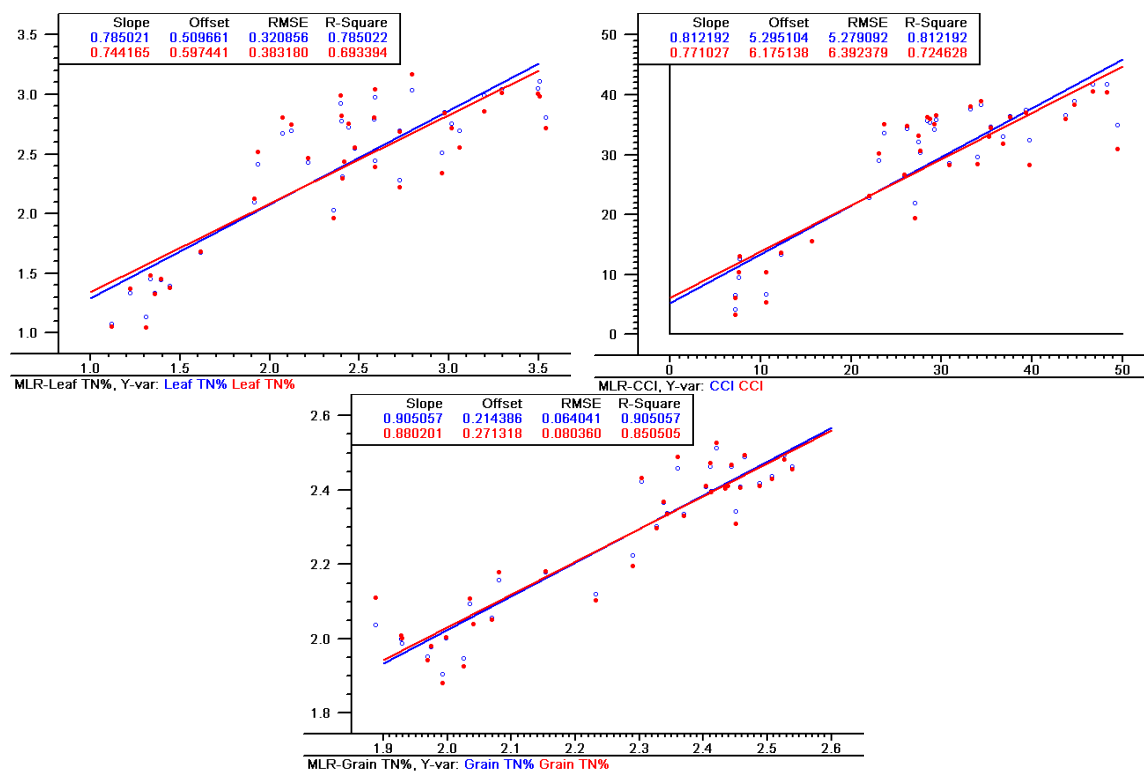 Slope Offset RMSE R-Square
0.785021 0.509661 0.320856 0.785022
0.744165 0.597441 0.383180 0.693394
3.5
3.0
2.5
2.0
1.5
1.0
1.0 1.5 2.0 2.5 3.0 3.5
MLR-Leaf TN%, Y-var: Leaf TN% Leaf TN%
Slope Offset RMSE R-Square
0.812192 5.295104 5.279092 0.812192
0.771027 6.175138 6.392379 0.724628
50
40
30
20
10
0
0 10 20 30 40 50
MLR-CCI, Y-var: CCI CCI
Slope Offset RMSE R-Square
0.905057 0.214386 0.064041 0.905057
0.880201 0.271318 0.080360 0.850505
2.6
2.4
2.2
2.0
1.8
1.9 2.0 2.1 2.2 2.3 2.4 2.5 2.6
MLR-Grain TN%, Y-var: Grain TN% Grain TN%